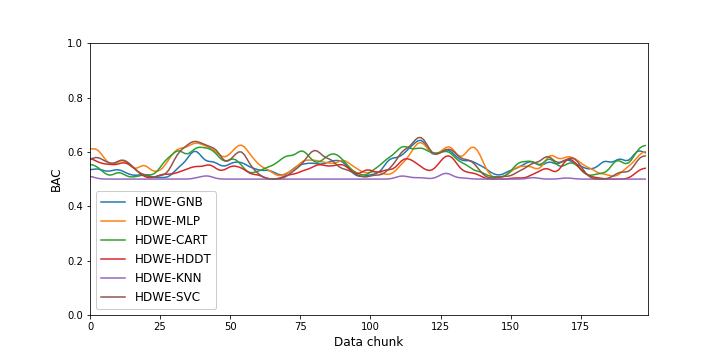 1.0
0.8
0.6
0.4
0.2
0.0
BAC
HDWE-GNB
HDWE-MLP
HDWE-CART
HDWE-HDDT
HDWE-KNN
HDWE-SVC
0 25 50 75 100 125 150 175
Data chunk